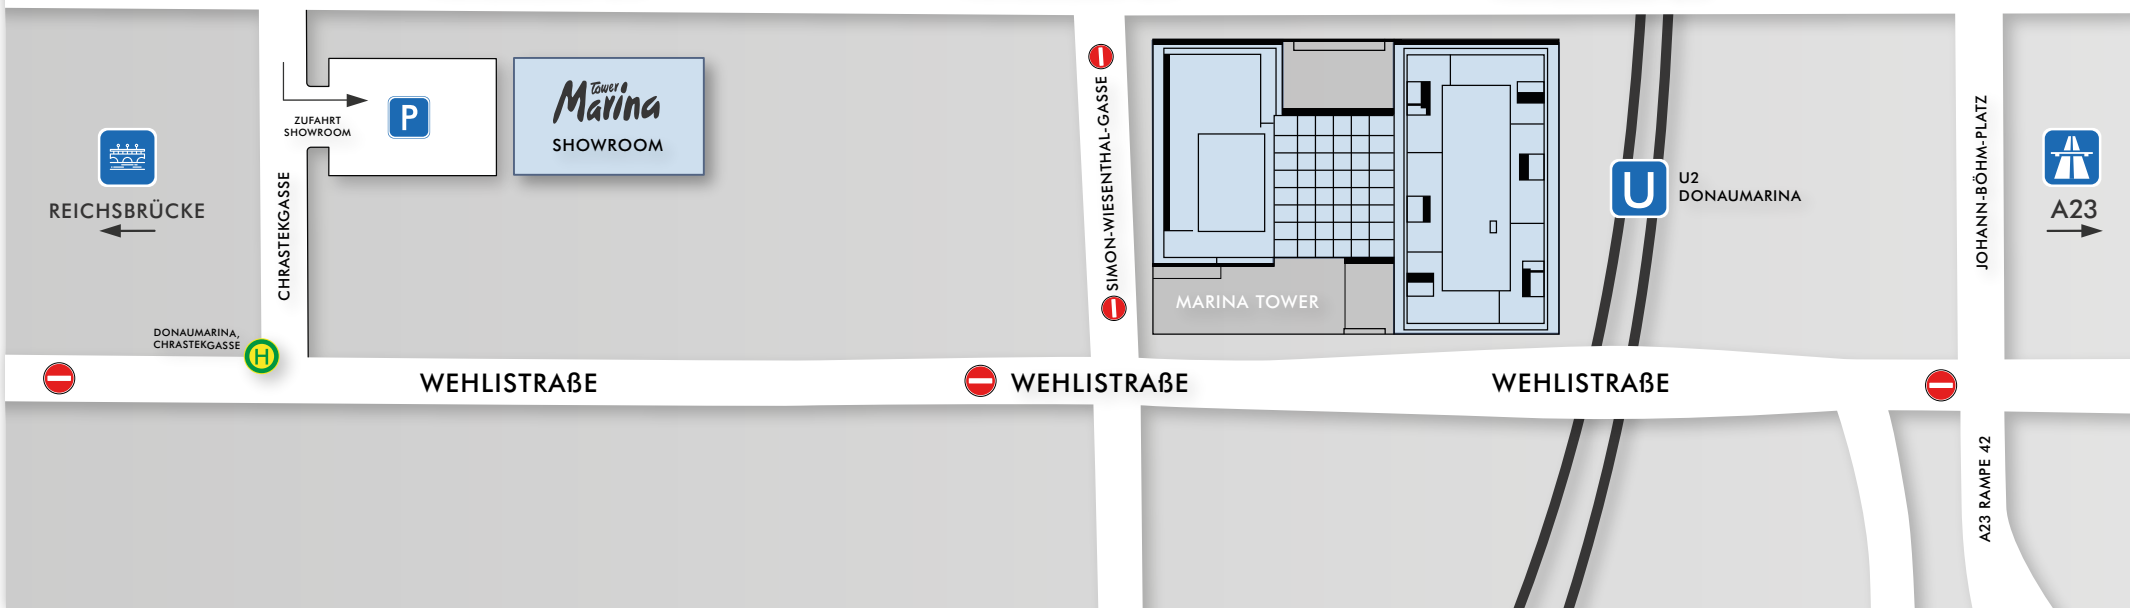 REICHSBRÜCKE
DONAUMARINA,
CHRASTEKGASSE
H
CHRASTEKGASSE
ZUFAHRT
SHOWROOM
P
Tower
Marina
SHOWROOM
SIMON-WIESENTHAL-GASSE
MARINA TOWER
U
U2
DONAUMARINA
JOHANN-BÖHM-PLATZ
A23
WEHLISTRAßE
WEHLISTRAßE
WEHLISTRAßE
A23 RAMPE 42